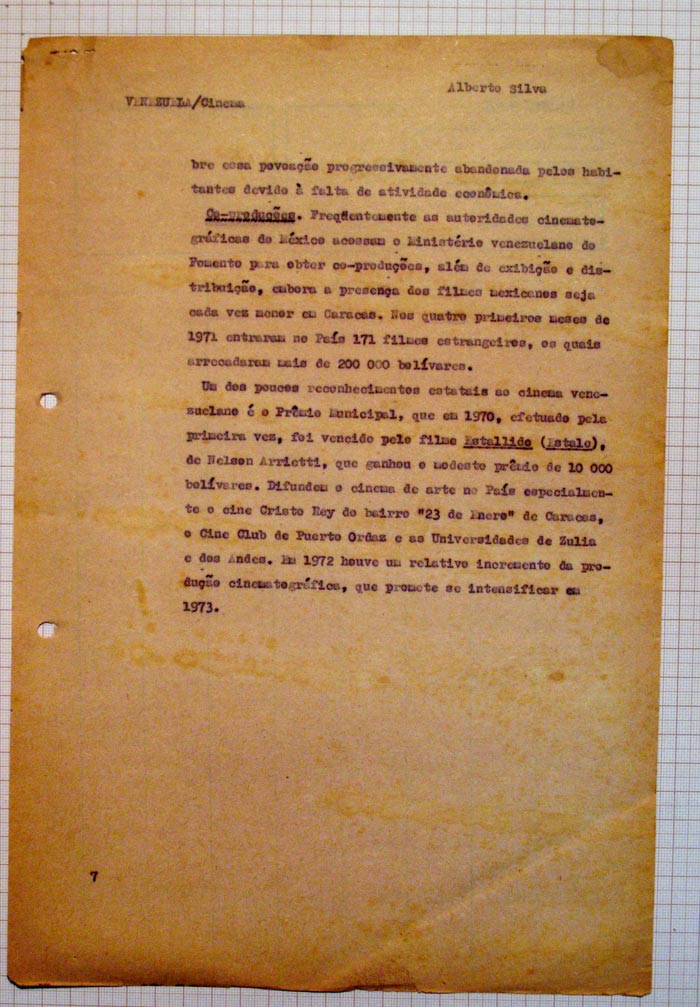 Alberto Silva
VENEZUELA/Cinema
bre essa povoação progressivamente abandonada pelos habi-
tantes devido à falta de atividade econômica.
Co-produções. Freqüentemente as autoridades cinemato-
gráficas do México acossam o Ministério venezuelano do
Fomento para obter co-produções, além de exibição e dis-
tribuição, embora a presença dos filmes mexicanos seja
cada vez menor em Caracas. Nos quatro primeiros meses de
1971 entraram no País 171 filmes estrangeiros, os quais
arrecadaram mais de 200 000 bolívares.
Um dos poucos reconhecimentos estatais ao cinema vene-
zuelano é o Prêmio Municipal, que em 1970, efetuado pela
primeira vez, foi vencido pelo filme Estallido (Estalo),
de Nelson Arrietti, que ganhou o modesto prêmio de 10 000
bolívares. Difundem o cinema de arte no País especialmen-
te o cine Cristo Rey do bairro "23 de Enero" de Caracas,
o Cine Club de Puerto Ordaz e as Universidades de Zulia
e dos Andes. Em 1972 houve um relativo incremento da pro-
dução cinematográfica, que promete se intensificar em
1973.
7